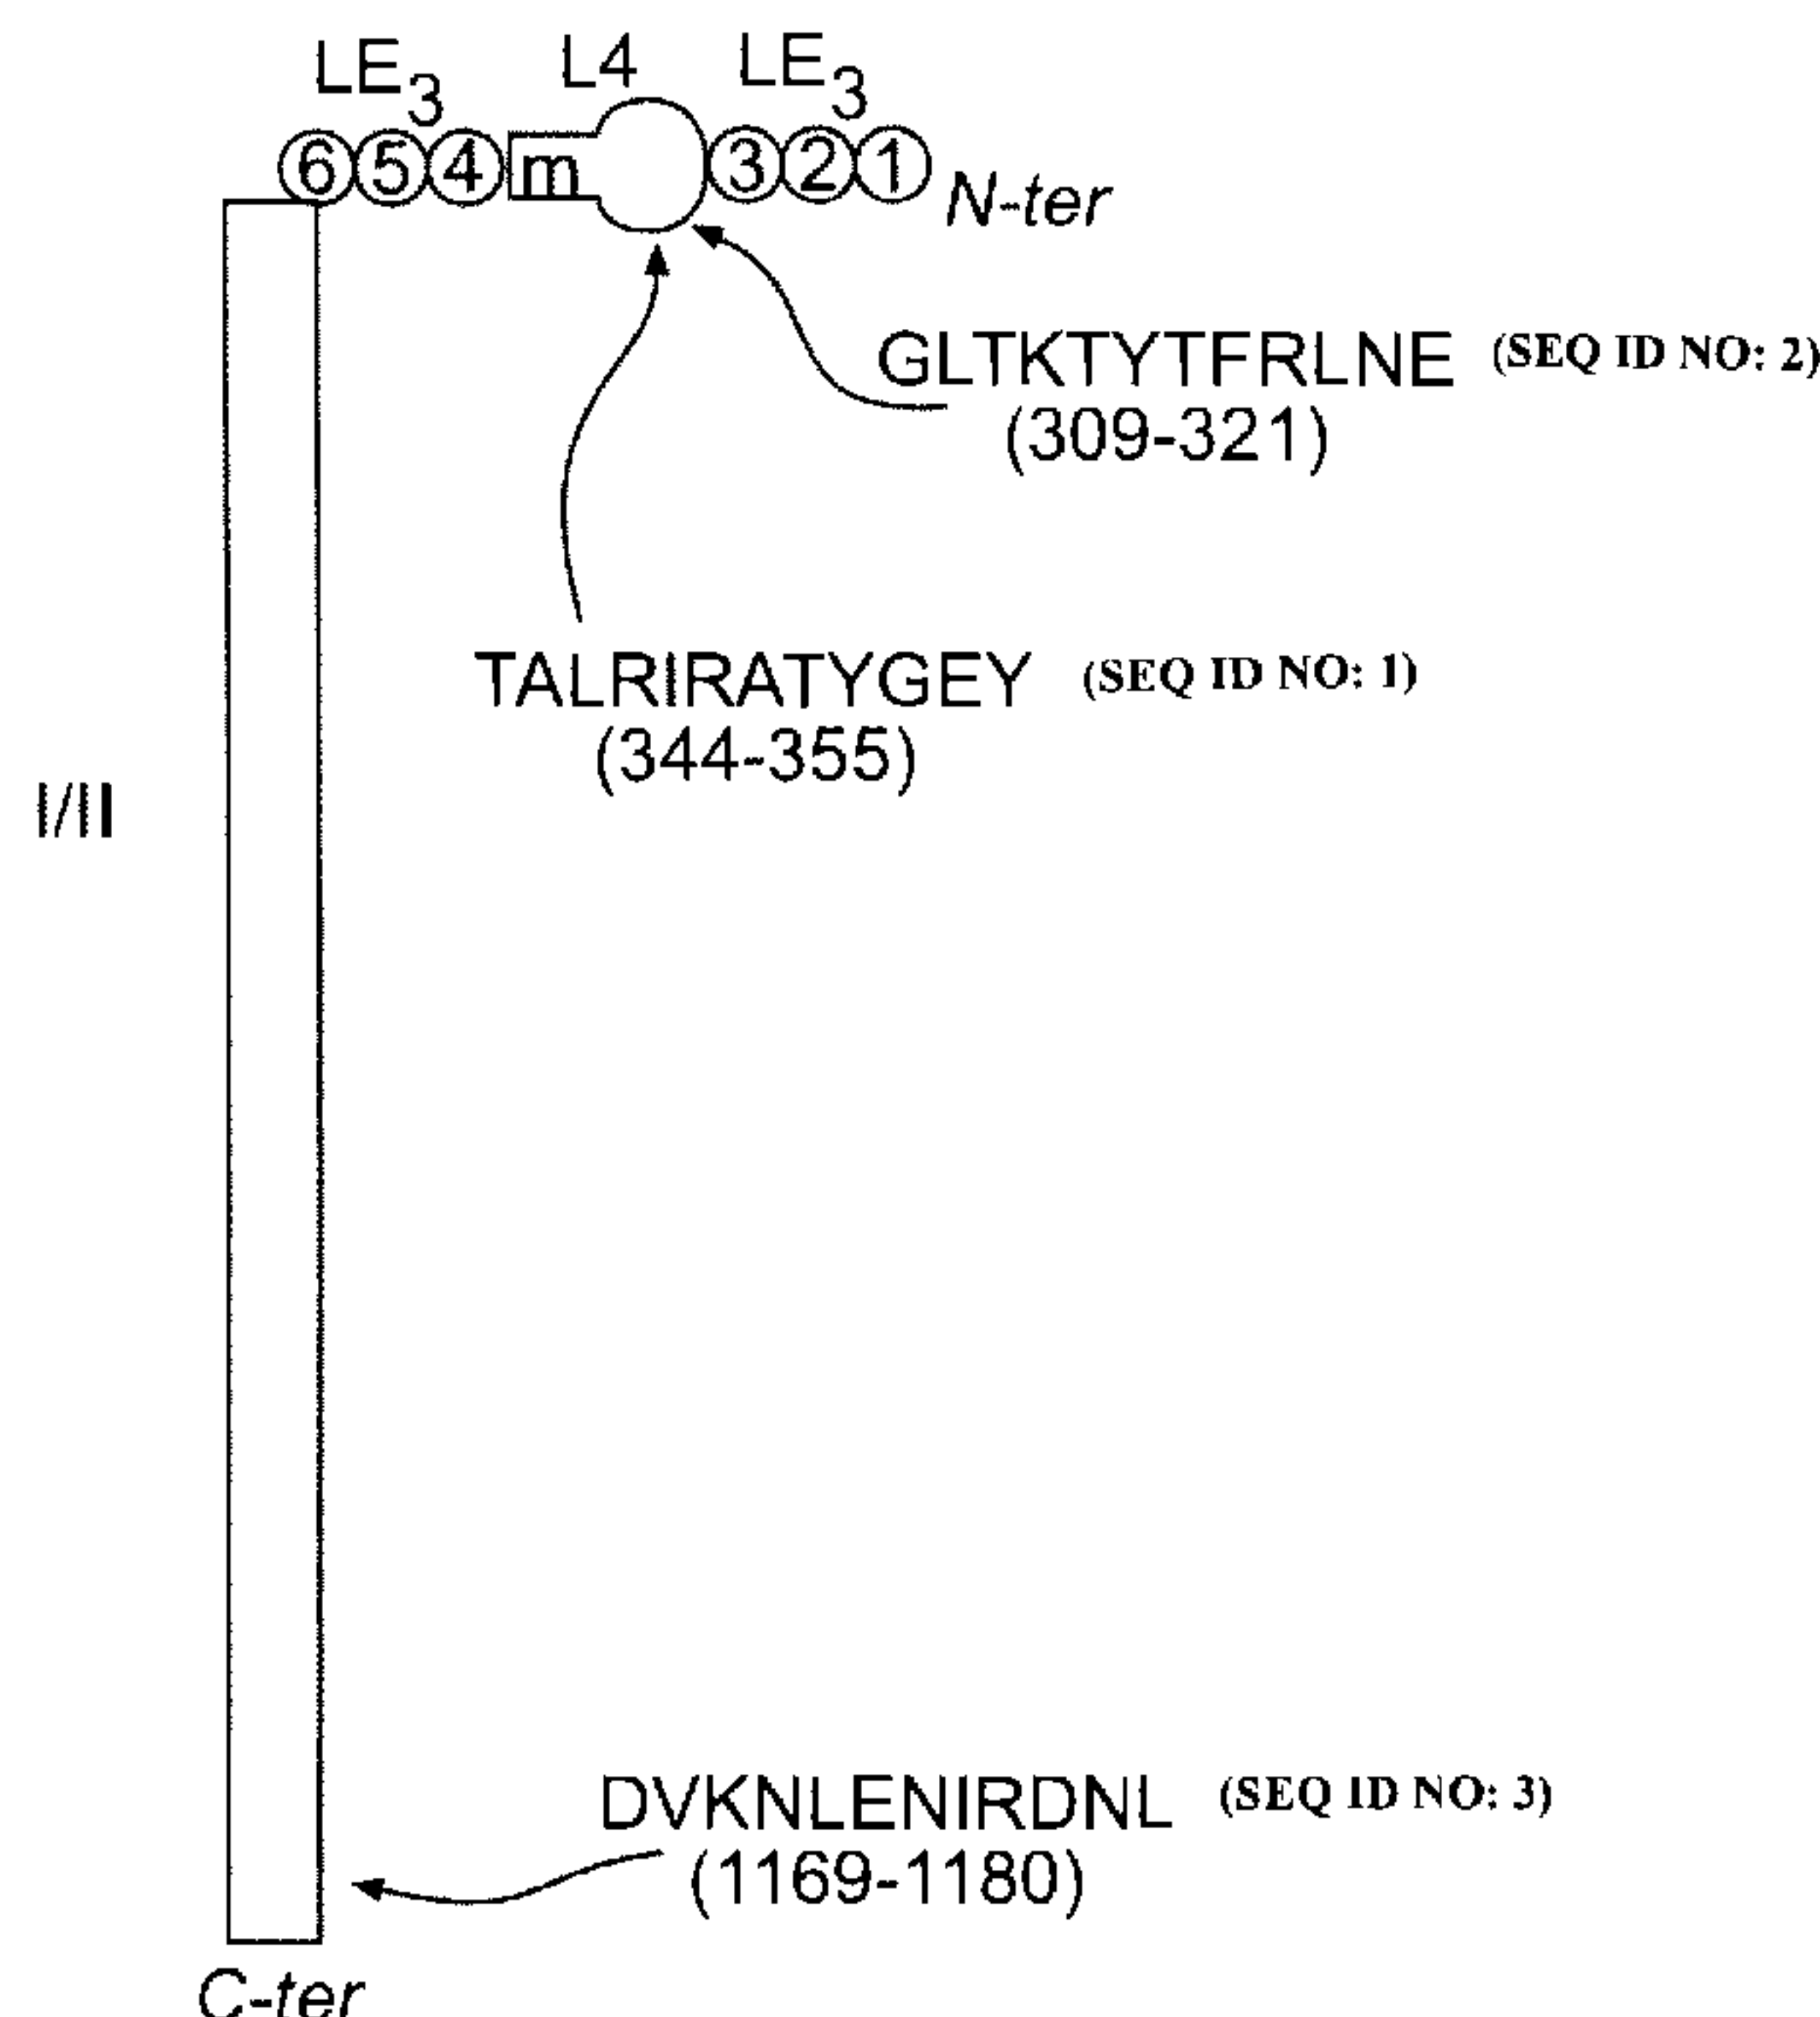 LE3 L4 LE3
6 5 4 m 3 2 1
N-ter
GLTKTYTFRLNE (SEQ ID NO: 2)
(309-321)
TALRIRATYGEY (SEQ ID NO: 1)
(344-355)
I/II
DVKNLENIRDNL (SEQ ID NO: 3)
(1169-1180)
C-ter